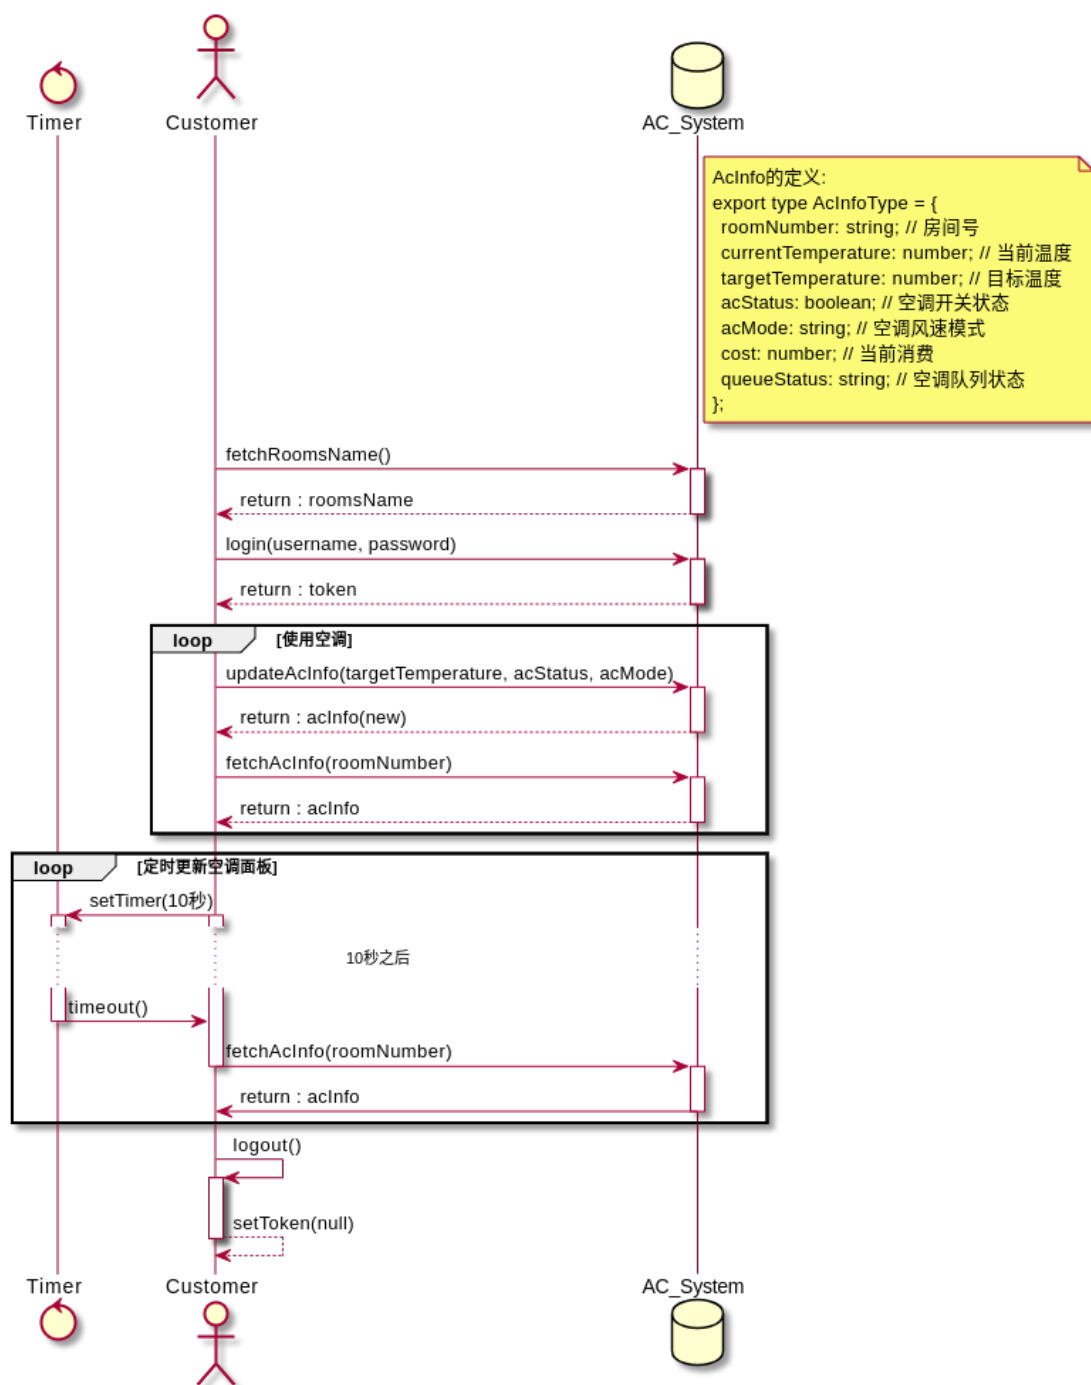 Timer
Customer
AC_System
AcInfo的定义:
export type AcInfoType = {
roomNumber: string; // 房间号
currentTemperature: number; // 当前温度
targetTemperature: number; // 目标温度
acStatus: boolean; // 空调开关状态
acMode: string; // 空调风速模式
cost: number; // 当前消费
queueStatus: string; // 空调队列状态
};
fetchRoomsName()
return : roomsName
login(username, password)
return : token
loop [使用空调]
updateAcInfo(targetTemperature, acStatus, acMode)
return : acInfo(new)
fetchAcInfo(roomNumber)
return : acInfo
loop [定时更新空调面板]
setTimer(10秒)
10秒之后
timeout()
fetchAcInfo(roomNumber)
return : acInfo
logout()
setToken(null)
Timer
Customer
AC_System